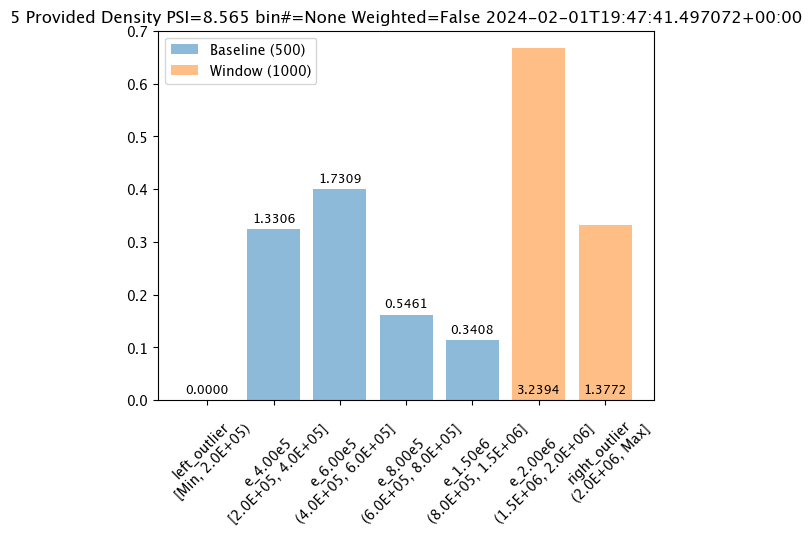 5 Provided Density PSI=8.565 bin#=None Weighted=False 2024-02-01T19:47:41.497072+00:00
0.7
0.6
0.5
0.4
0.3
0.2
0.1
0.0
Baseline (500)
Window (1000)
0.0000
1.3306
1.7309
0.5461
0.3408
3.2394
1.3772
left_outlier
[Min, 2.0E+05)
e_4.00e5
[2.0E+05, 4.0E+05]
e_6.00e5
(4.0E+05, 6.0E+05]
e_8.00e5
(6.0E+05, 8.0E+05]
e_1.50e6
(8.0E+05, 1.5E+06]
e_2.00e6
(1.5E+06, 2.0E+06]
right_outlier
(2.0E+06, Max]